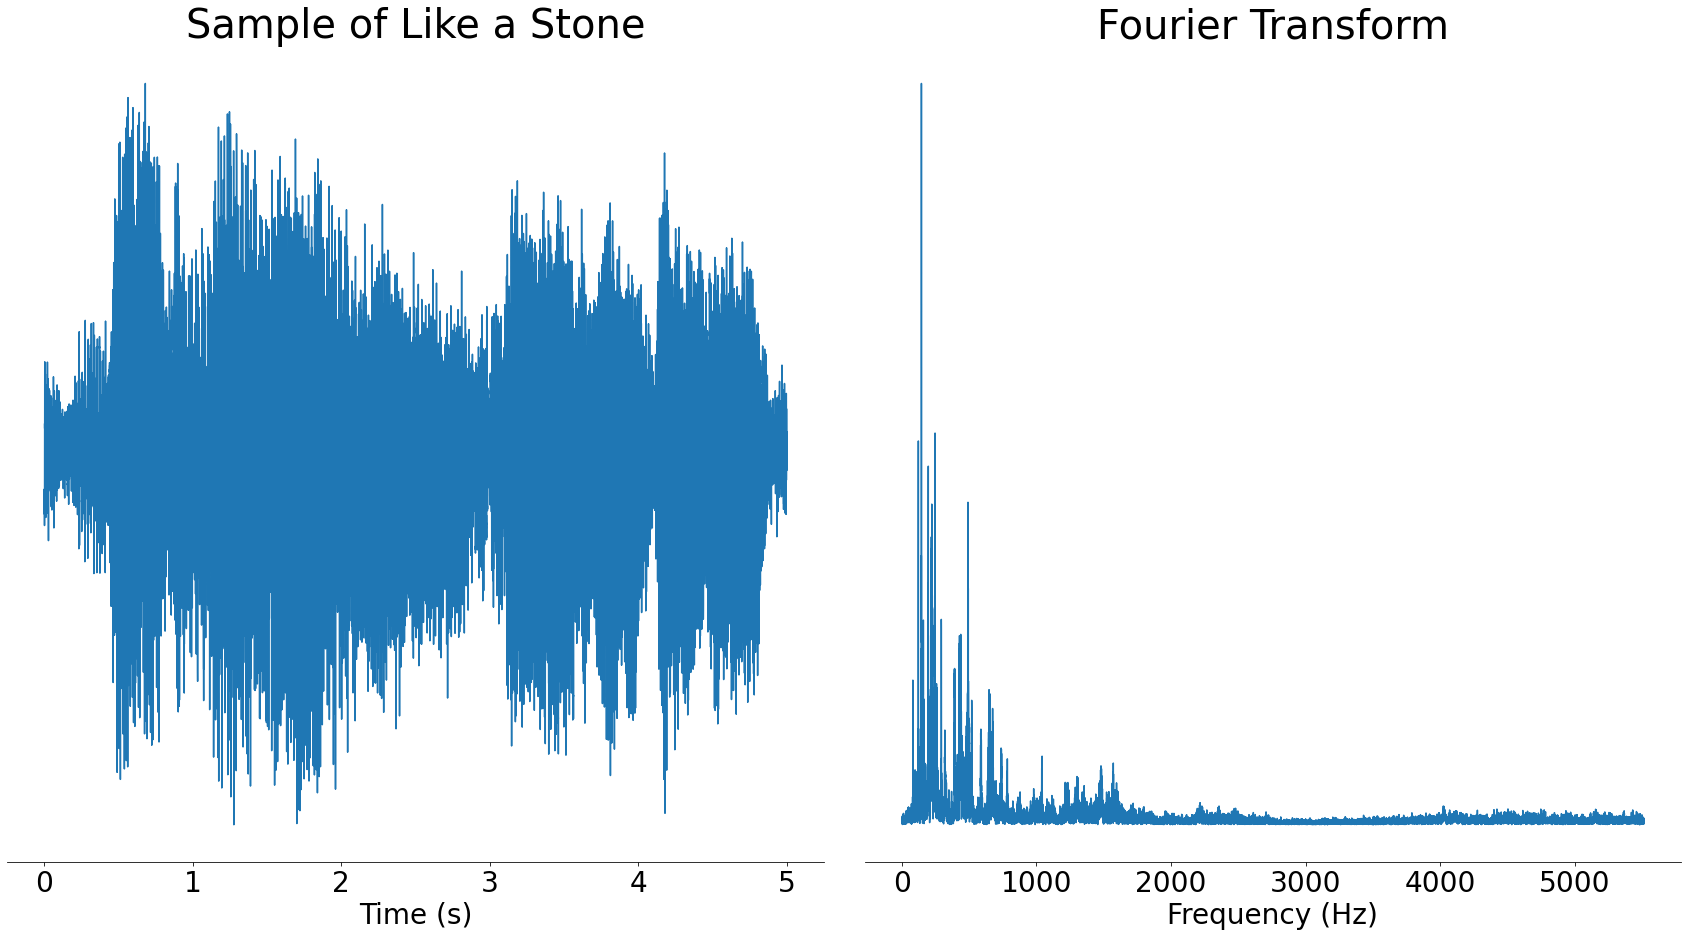 Sample of Like a Stone
Fourier Transform
0 1 2 3 4 5
Time (s)
0 1000 2000 3000 4000 5000
Frequency (Hz)